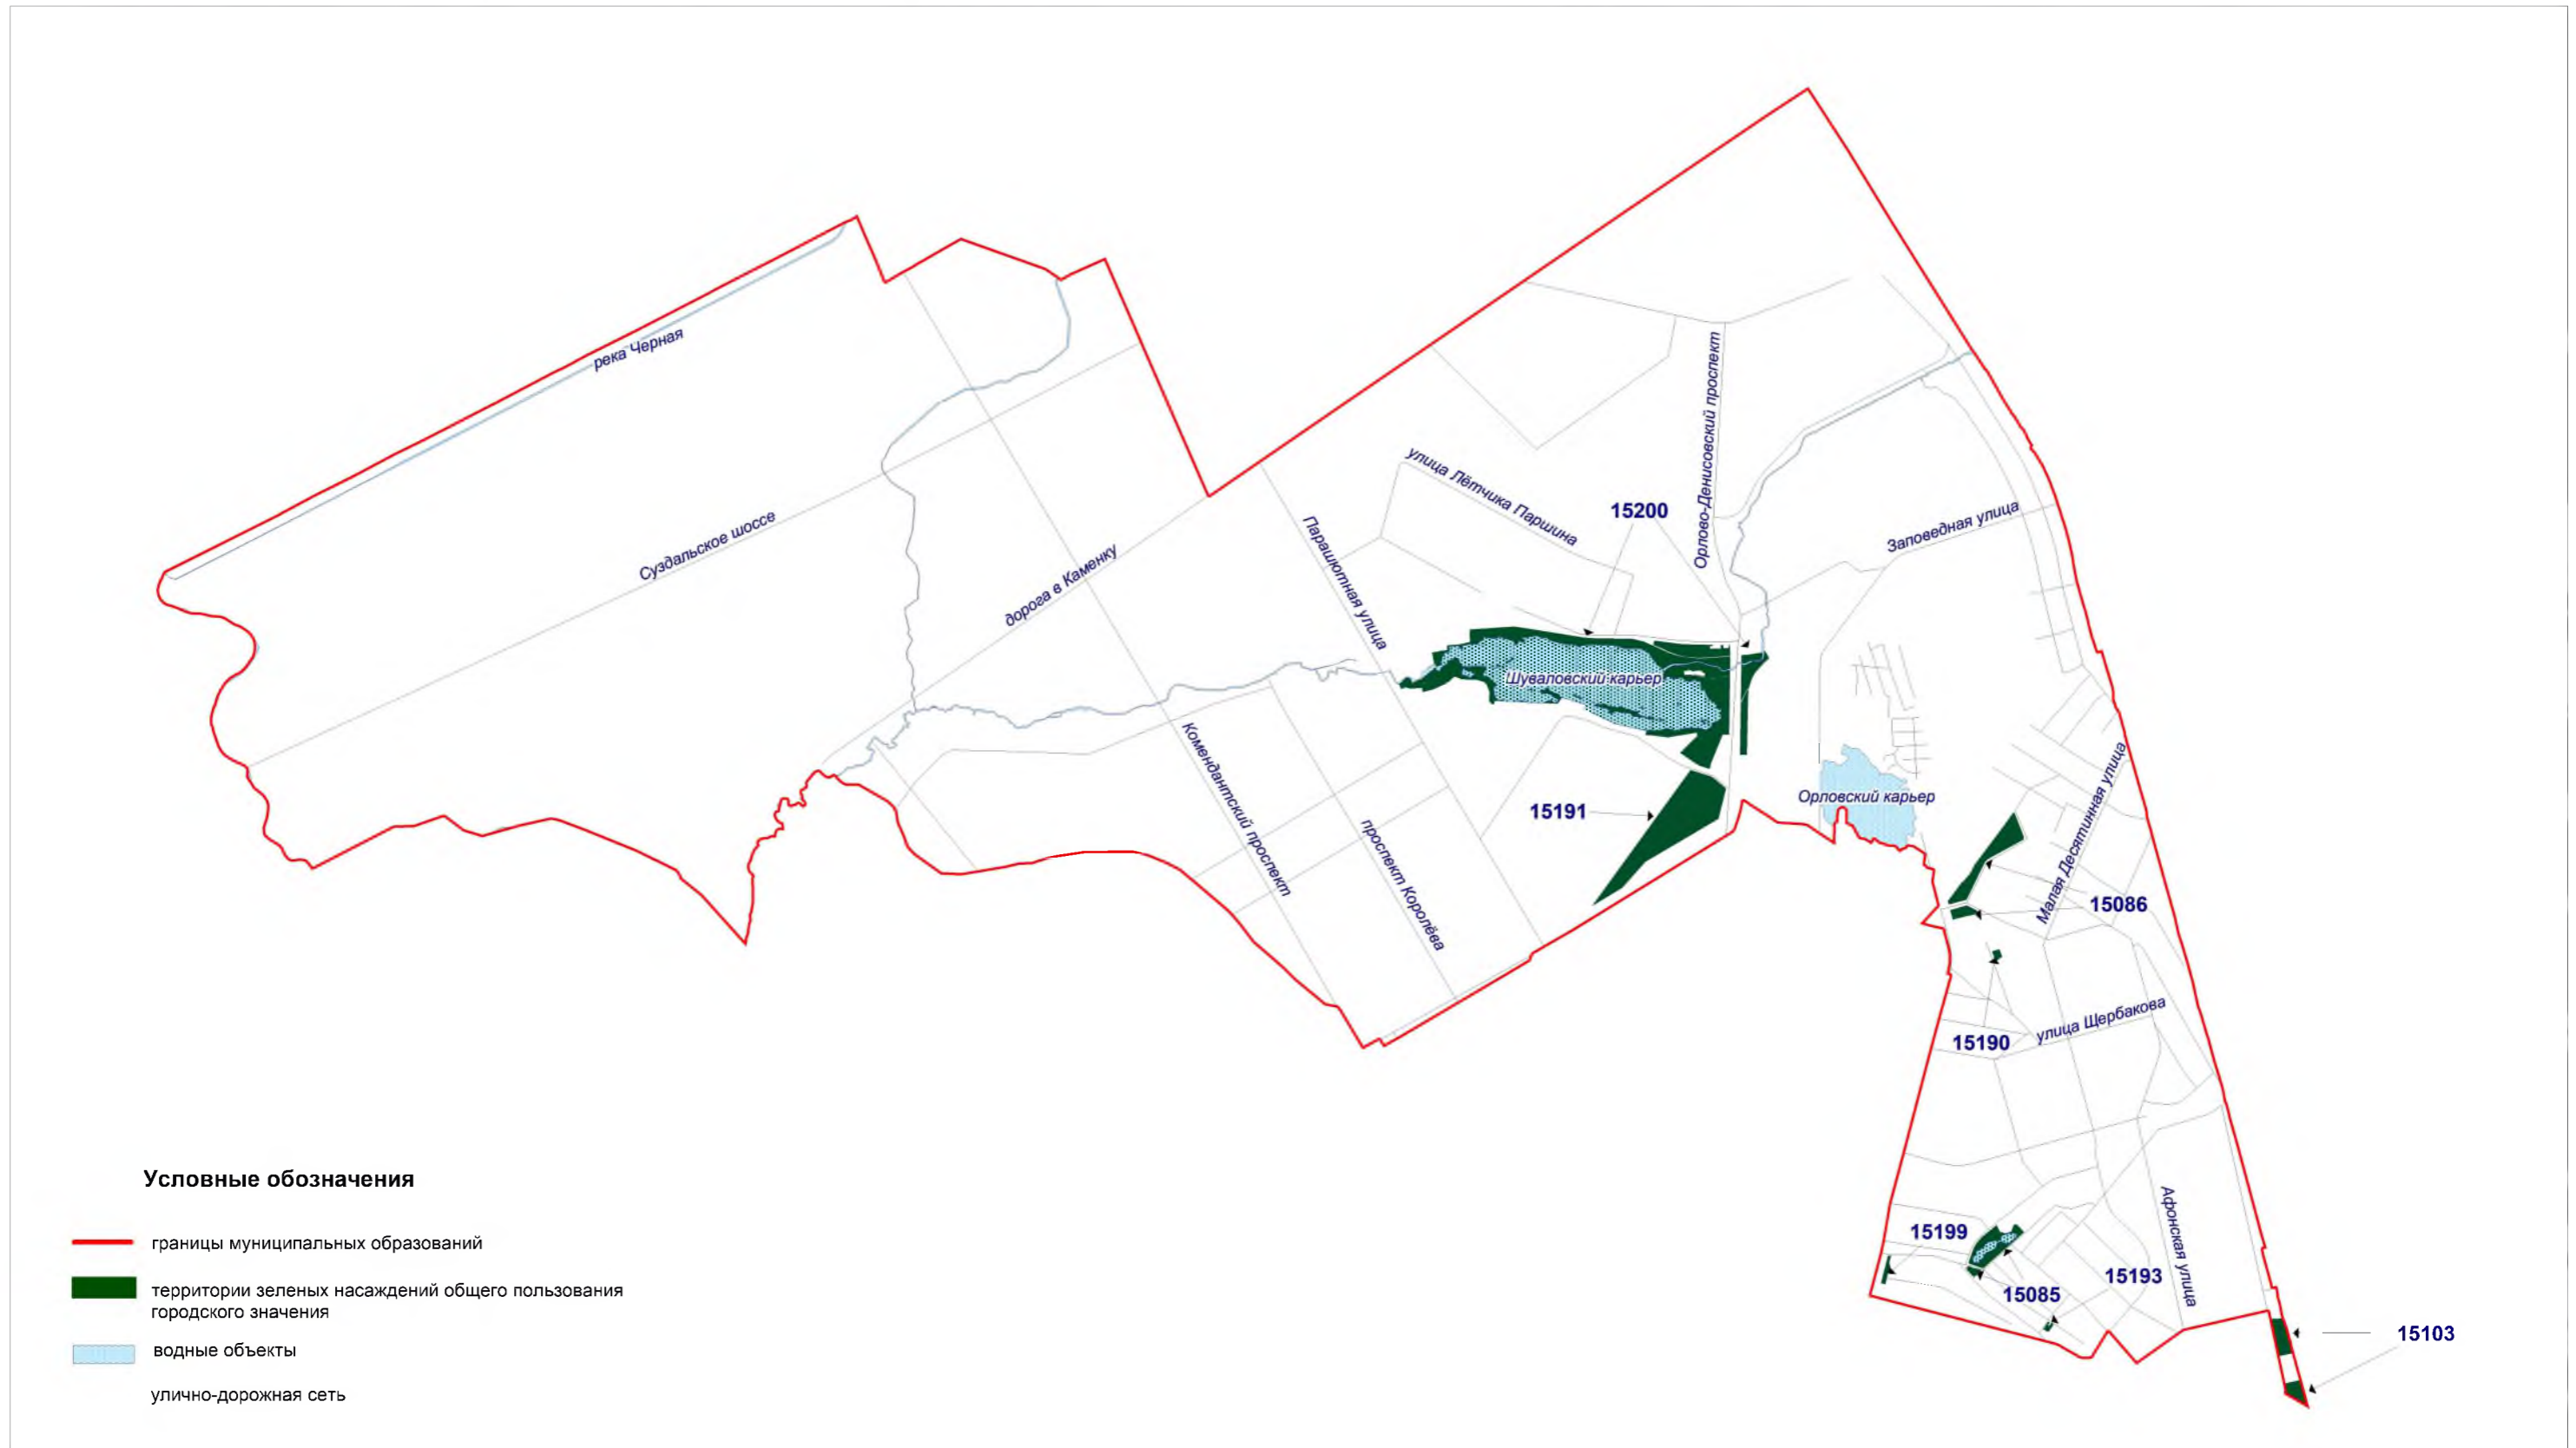 река Черная
Суздальское шоссе
дорога в Каменку
улица Лётчика Паршина
15200
Орлово-Денисовский проспект
Заповедная улица
Парашютная улица
Шуваловский карьер
Комендантский проспект
проспект Королёва
15191
Орловский карьер
Малая Десятинная улица
15086
15190
улица Щербакова
Афонская улица
15199
15085
15193
15103
Условные обозначения
границы муниципальных образований
территории зеленых насаждений общего пользования
городского значения
водные объекты
улично-дорожная сеть